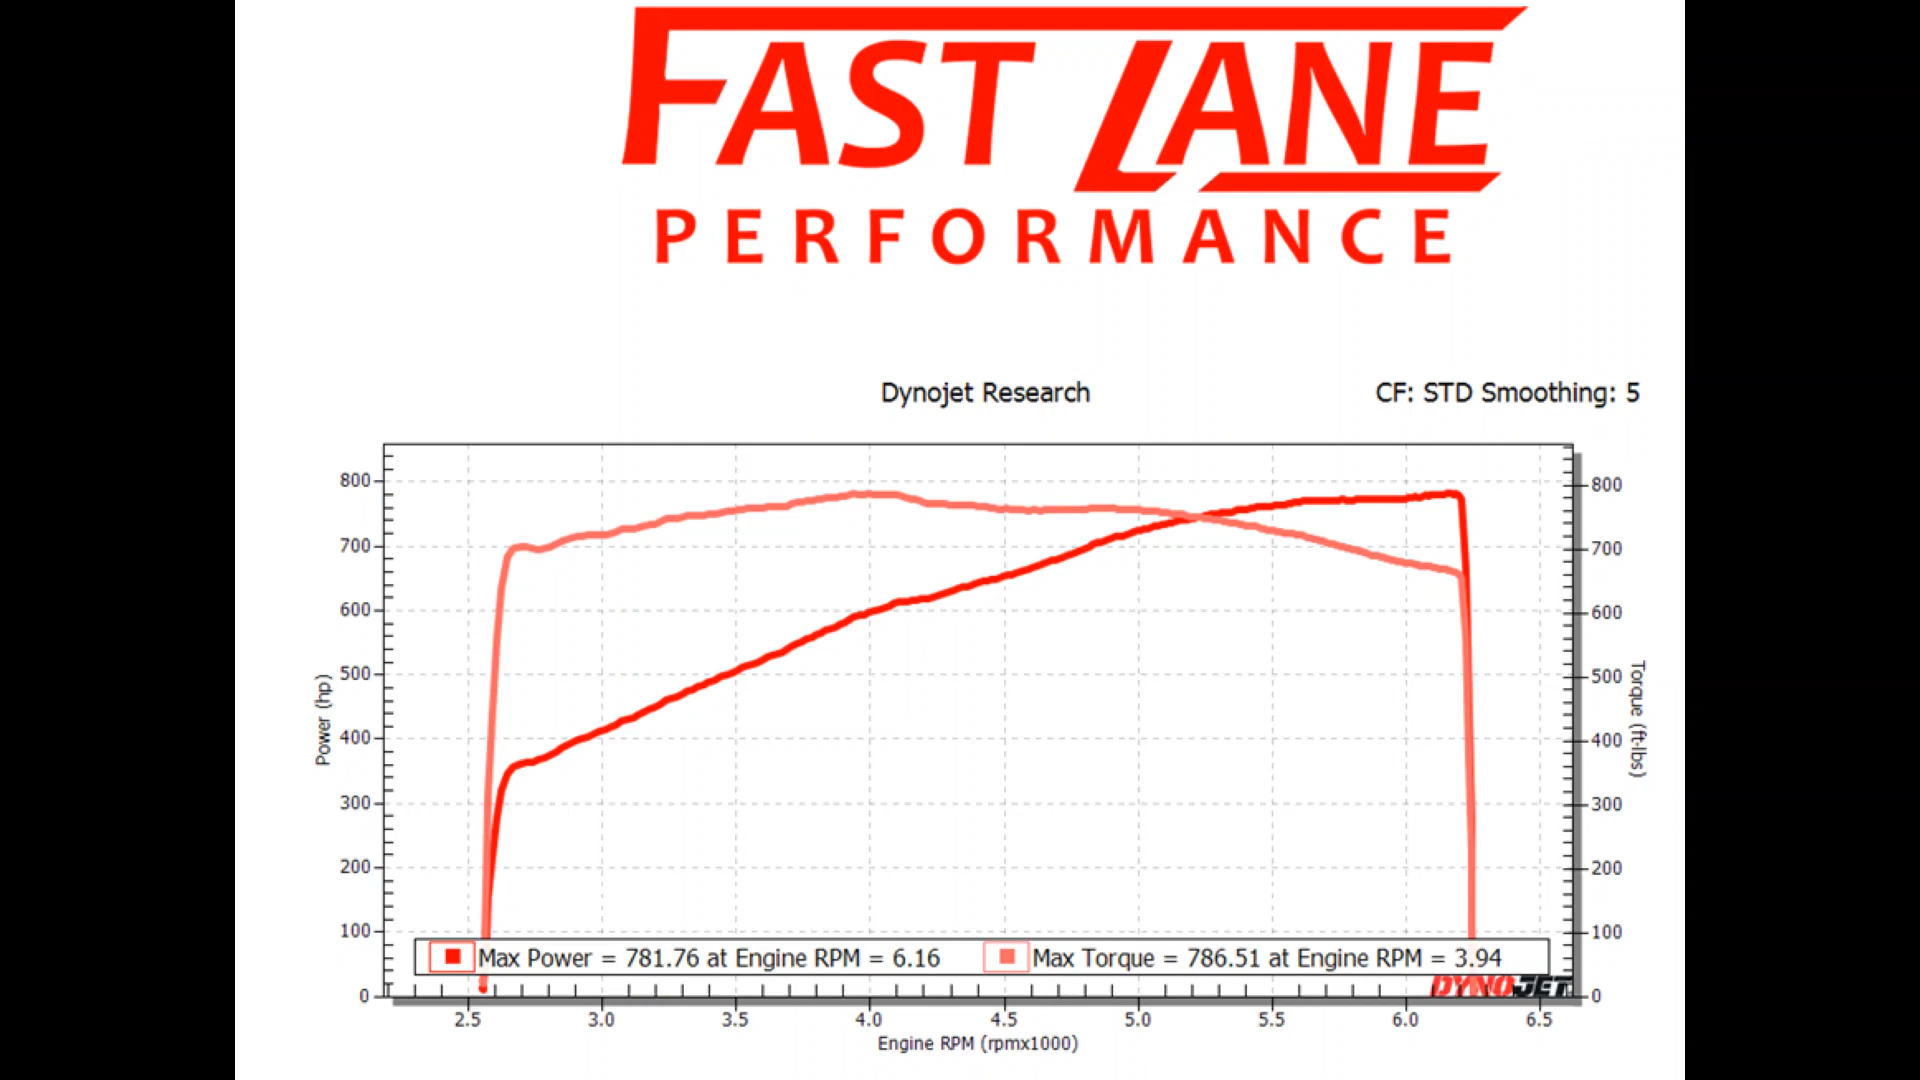 FAST LANE
PERFORMANCE
Dynojet Research
CF: STD Smoothing: 5
800
700
600
500
400
300
200
100
0
Power (hp)
800
700
600
500
400
300
200
100
0
Torque (ft-lbs)
Max Power = 781.76 at Engine RPM = 6.16
Max Torque = 786.51 at Engine RPM = 3.94
DYNOJET
2.5 3.0 3.5 4.0 4.5 5.0 5.5 6.0 6.5
Engine RPM (rpmx1000)